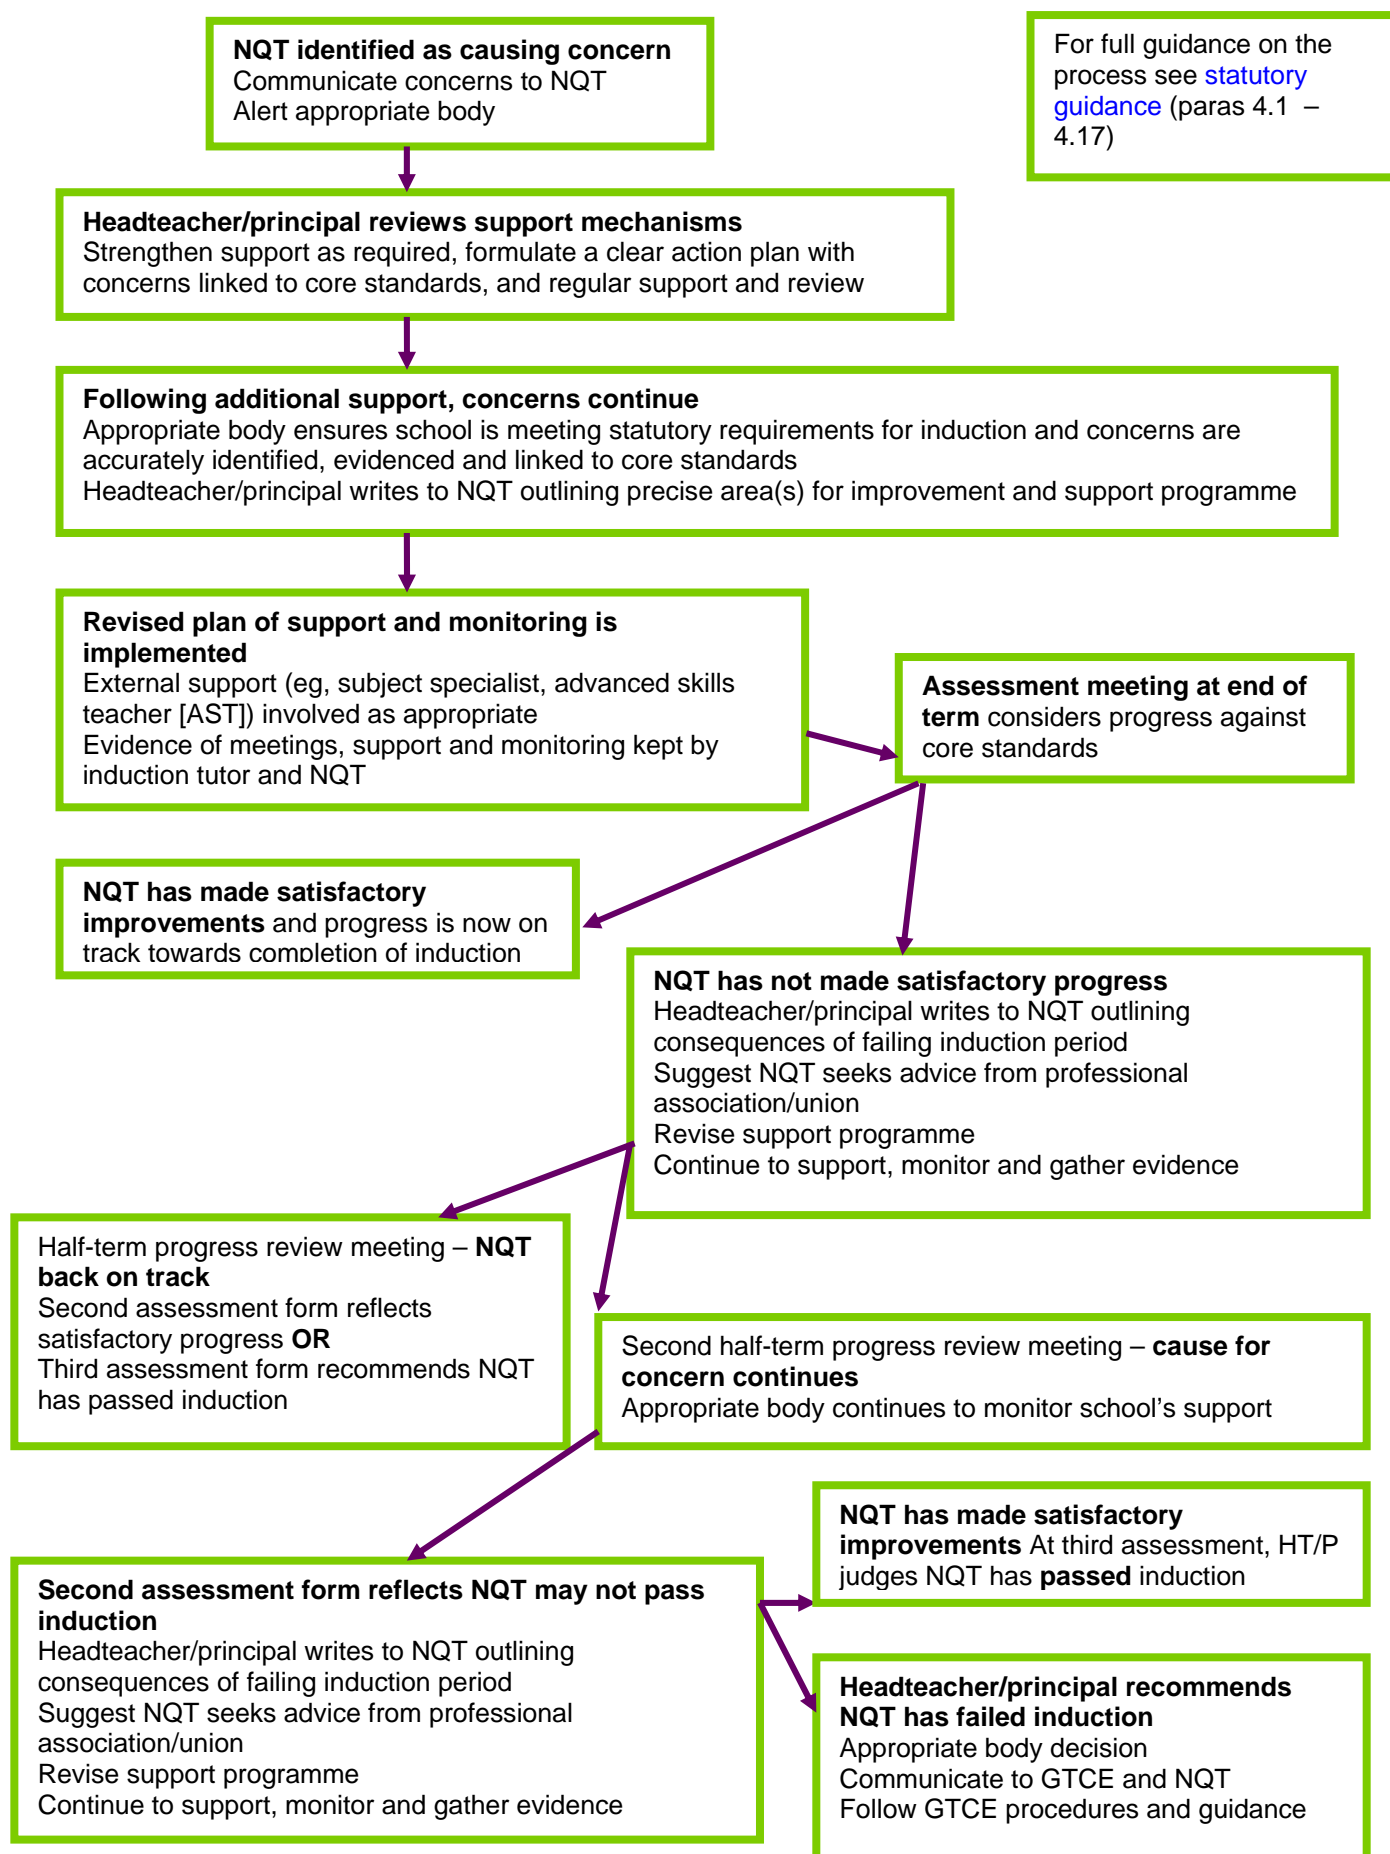 NQT identified as causing concern
Communicate concerns to NQT
Alert appropriate body
For full guidance on the
process see statutory
guidance (paras 4.1 –
4.17)
Headteacher/principal reviews support mechanisms
Strengthen support as required, formulate a clear action plan with
concerns linked to core standards, and regular support and review
Following additional support, concerns continue
Appropriate body ensures school is meeting statutory requirements for induction and concerns are
accurately identified, evidenced and linked to core standards
Headteacher/principal writes to NQT outlining precise area(s) for improvement and support programme
Revised plan of support and monitoring is
implemented
External support (eg, subject specialist, advanced skills
teacher [AST]) involved as appropriate
Evidence of meetings, support and monitoring kept by
induction tutor and NQT
Assessment meeting at end of
term considers progress against
core standards
NQT has made satisfactory
improvements and progress is now on
track towards completion of induction
NQT has not made satisfactory progress
Headteacher/principal writes to NQT outlining
consequences of failing induction period
Suggest NQT seeks advice from professional
association/union
Revise support programme
Continue to support, monitor and gather evidence
Half-term progress review meeting – NQT
back on track
Second assessment form reflects
satisfactory progress OR
Third assessment form recommends NQT
has passed induction
Second half-term progress review meeting – cause for
concern continues
Appropriate body continues to monitor school's support
NQT has made satisfactory
improvements At third assessment, HT/P
judges NQT has passed induction
Second assessment form reflects NQT may not pass
induction
Headteacher/principal writes to NQT outlining
consequences of failing induction period
Suggest NQT seeks advice from professional
association/union
Revise support programme
Continue to support, monitor and gather evidence
Headteacher/principal recommends
NQT has failed induction
Appropriate body decision
Communicate to GTCE and NQT
Follow GTCE procedures and guidance